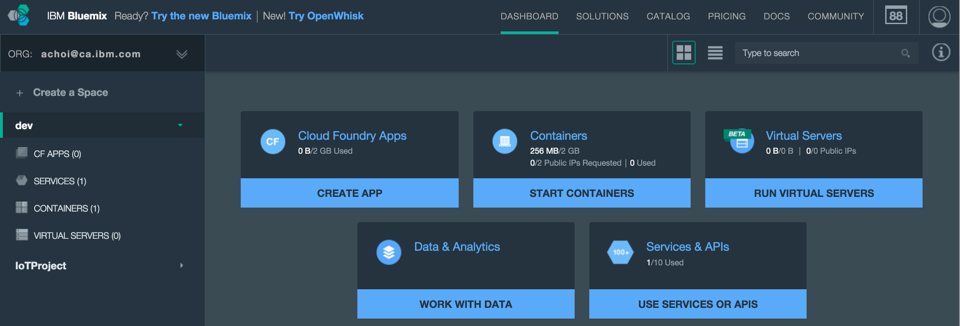 IBM Bluemix Ready? Try the new Bluemix | New! Try OpenWhisk
DASHBOARD SOLUTIONS CATALOG PRICING DOCS COMMUNITY 88
ORG: achoi@ca.ibm.com
Type to search
+ Create a Space
dev
CF APPS (0)
SERVICES (1)
CONTAINERS (1)
VIRTUAL SERVERS (0)
IoTProject
CF
Cloud Foundry Apps
0 B/2 GB Used
CREATE APP
Containers
256 MB/2 GB
0/2 Public IPs Requested | 0 Used
START CONTAINERS
BETA
Virtual Servers
0 B/0 B | 0/0 Public IPs
RUN VIRTUAL SERVERS
Data & Analytics
WORK WITH DATA
100+
Services & APIs
1/10 Used
USE SERVICES OR APIS